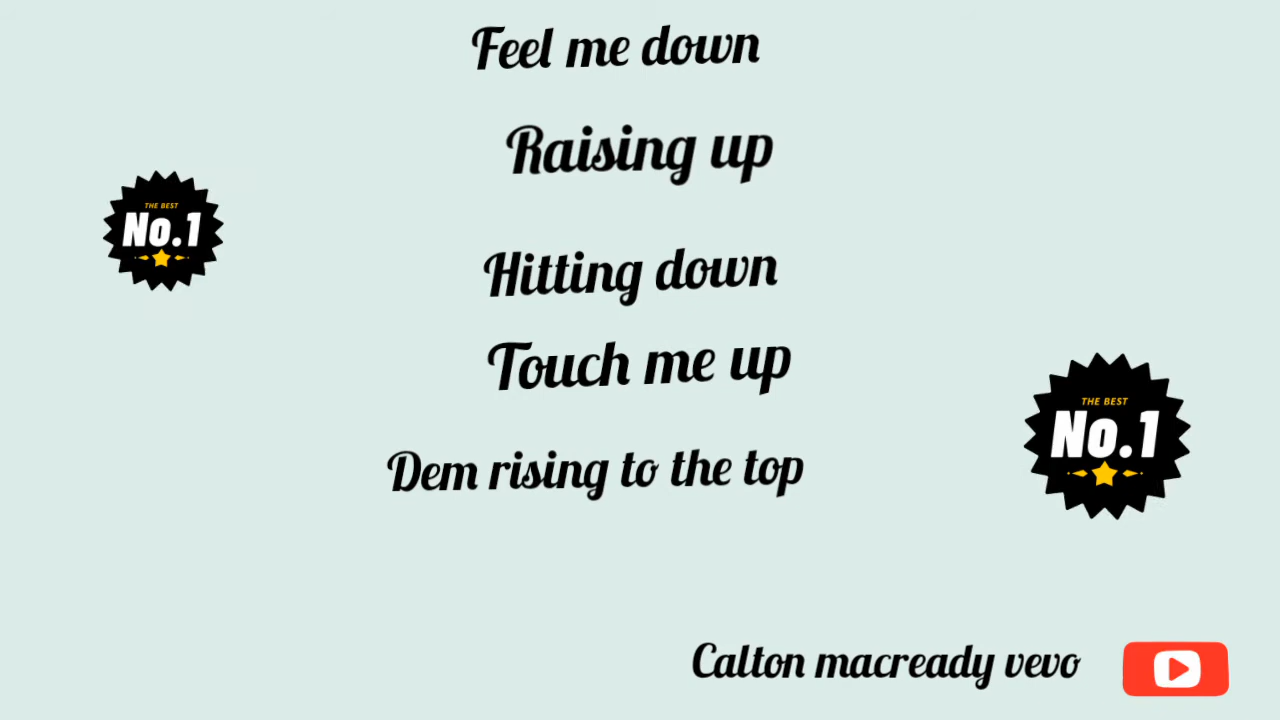 Feel me down
Raising up
THE BEST
No.1
Hitting down
Touch me up
THE BEST
No.1
Dem rising to the top
Calton macready vevo